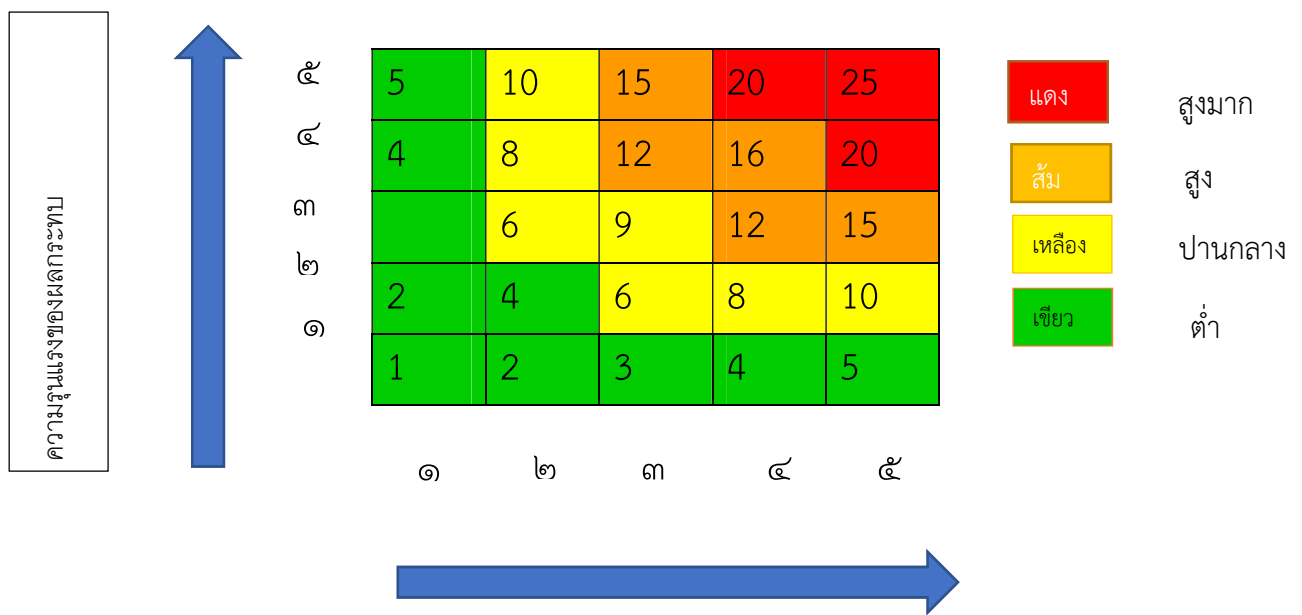 ความรุนแรงของผลกระทบ
๕ 5 10 15 20 25 แดง สูงมาก
๔ 4 8 12 16 20 ส้ม สูง
๓ 6 9 12 15 เหลือง ปานกลาง
๒ 2 4 6 8 10 เขียว ต่ำ
๑ 1 2 3 4 5
๑ ๒ ๓ ๔ ๕